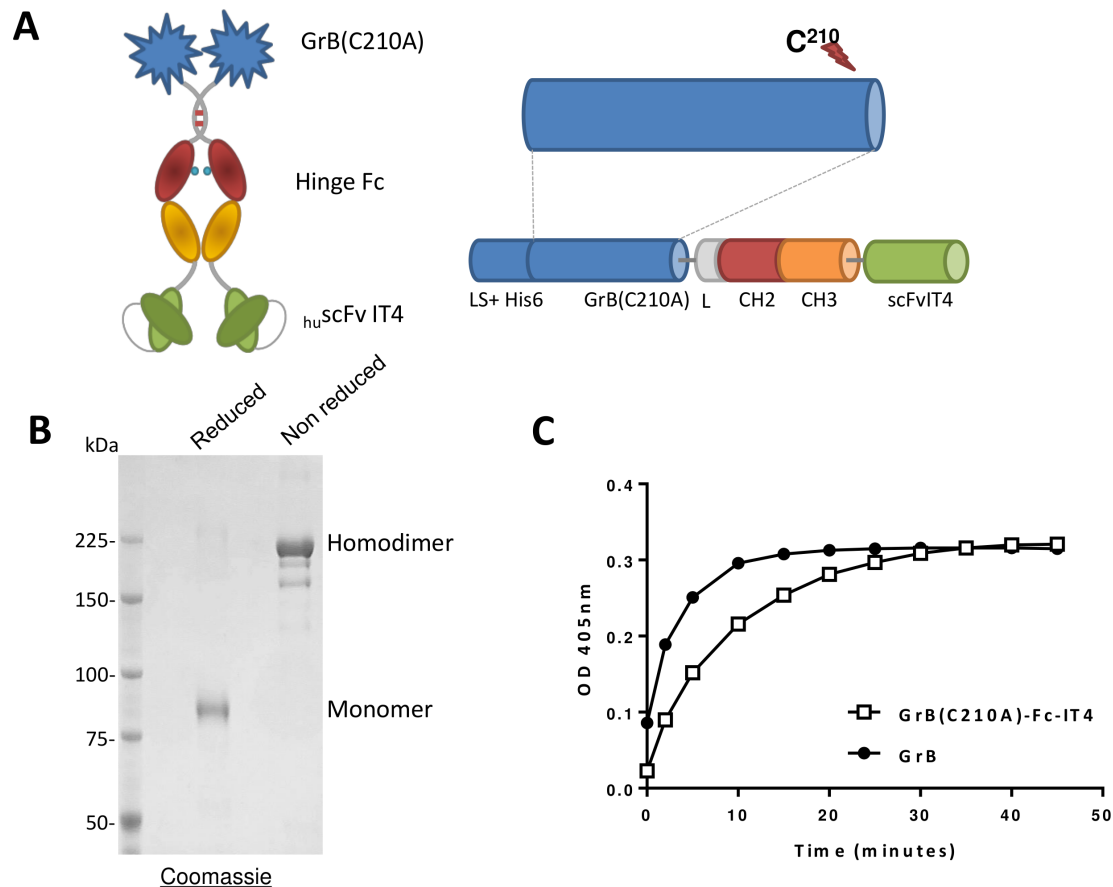 A
GrB(C210A)
Hinge Fc
huscFv IT4
C210
LS+ His6
GrB(C210A)
L
CH2
CH3
scFvIT4
B
kDa
Reduced
Non reduced
225-
150-
100-
75-
50-
Homodimer
Monomer
Coomassie
C
OD 405nm
0.4
0.3
0.2
0.1
0.0
0
10
20
30
40
50
Time (minutes)
GrB(C210A)-Fc-IT4
GrB